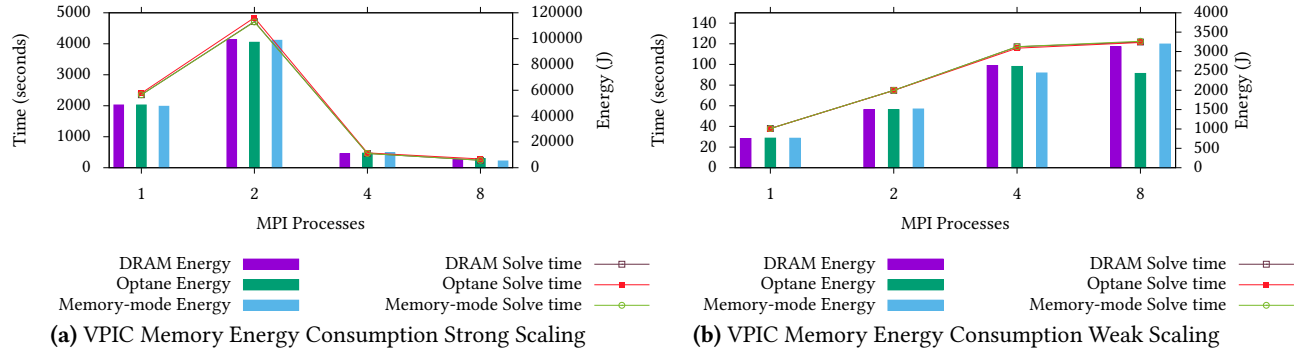 5000
4000
3000
2000
1000
0
Time (seconds)
120000
100000
80000
60000
40000
20000
0
Energy (J)
1 2 4 8
MPI Processes
DRAM Energy
Optane Energy
Memory-mode Energy
DRAM Solve time
Optane Solve time
Memory-mode Solve time
(a) VPIC Memory Energy Consumption Strong Scaling
140
120
100
80
60
40
20
0
Time (seconds)
4000
3500
3000
2500
2000
1500
1000
500
0
Energy (J)
1 2 4 8
MPI Processes
DRAM Energy
Optane Energy
Memory-mode Energy
DRAM Solve time
Optane Solve time
Memory-mode Solve time
(b) VPIC Memory Energy Consumption Weak Scaling